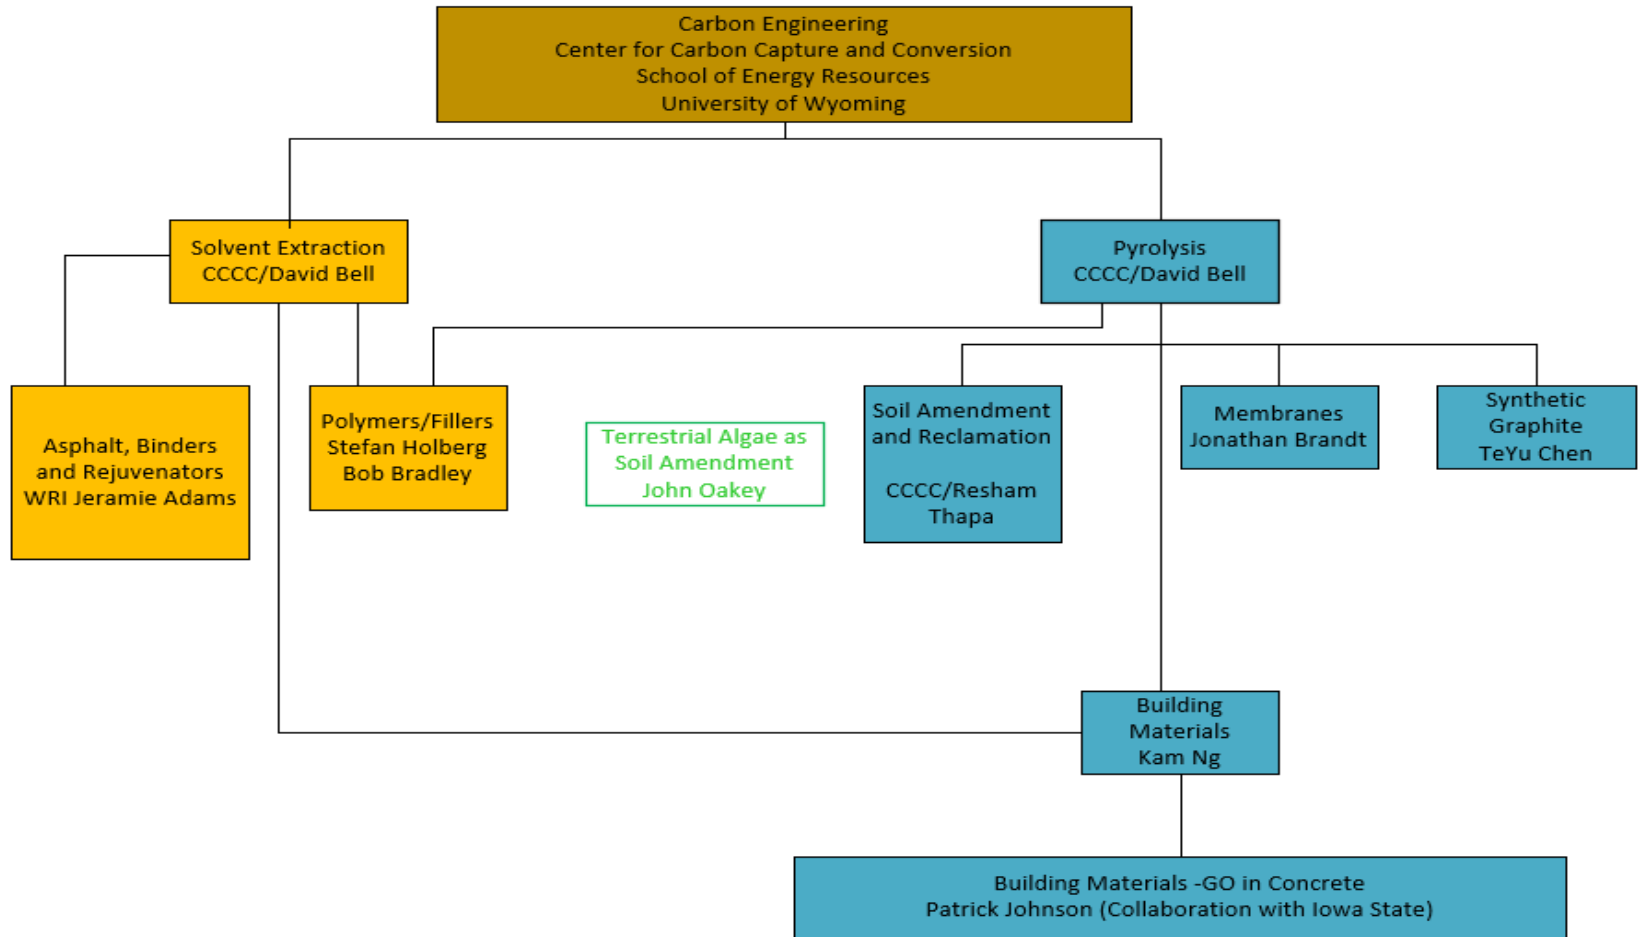 Carbon Engineering
Center for Carbon Capture and Conversion
School of Energy Resources
University of Wyoming
Solvent Extraction
CCCC/David Bell
Pyrolysis
CCCC/David Bell
Asphalt, Binders
and Rejuvenators
WRI Jeramie Adams
Polymers/Fillers
Stefan Holberg
Bob Bradley
Terrestrial Algae as
Soil Amendment
John Oakey
Soil Amendment
and Reclamation
CCCC/Resham
Thapa
Membranes
Jonathan Brandt
Synthetic
Graphite
TeYu Chen
Building
Materials
Kam Ng
Building Materials -GO in Concrete
Patrick Johnson (Collaboration with Iowa State)